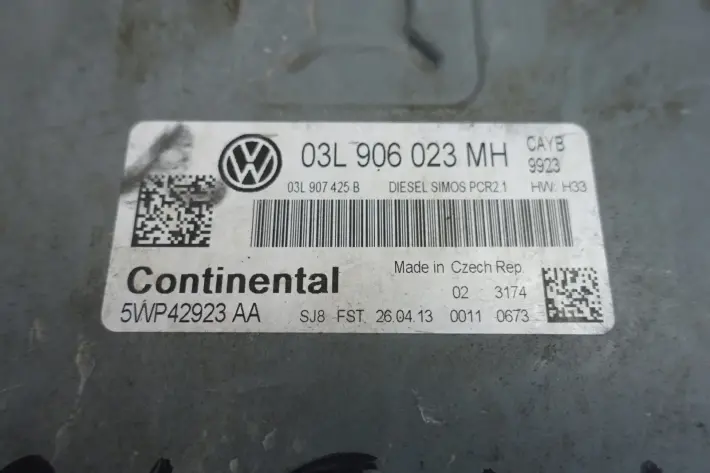 03L 906 023 MH CAYB
9923
03L 907 425 B DIESEL SIMOS PCR2.1 HW: H33
Continental Made in Czech Rep.
02 3174
5WP42923 AA SJ8 FST 26.04.13 0011 0673